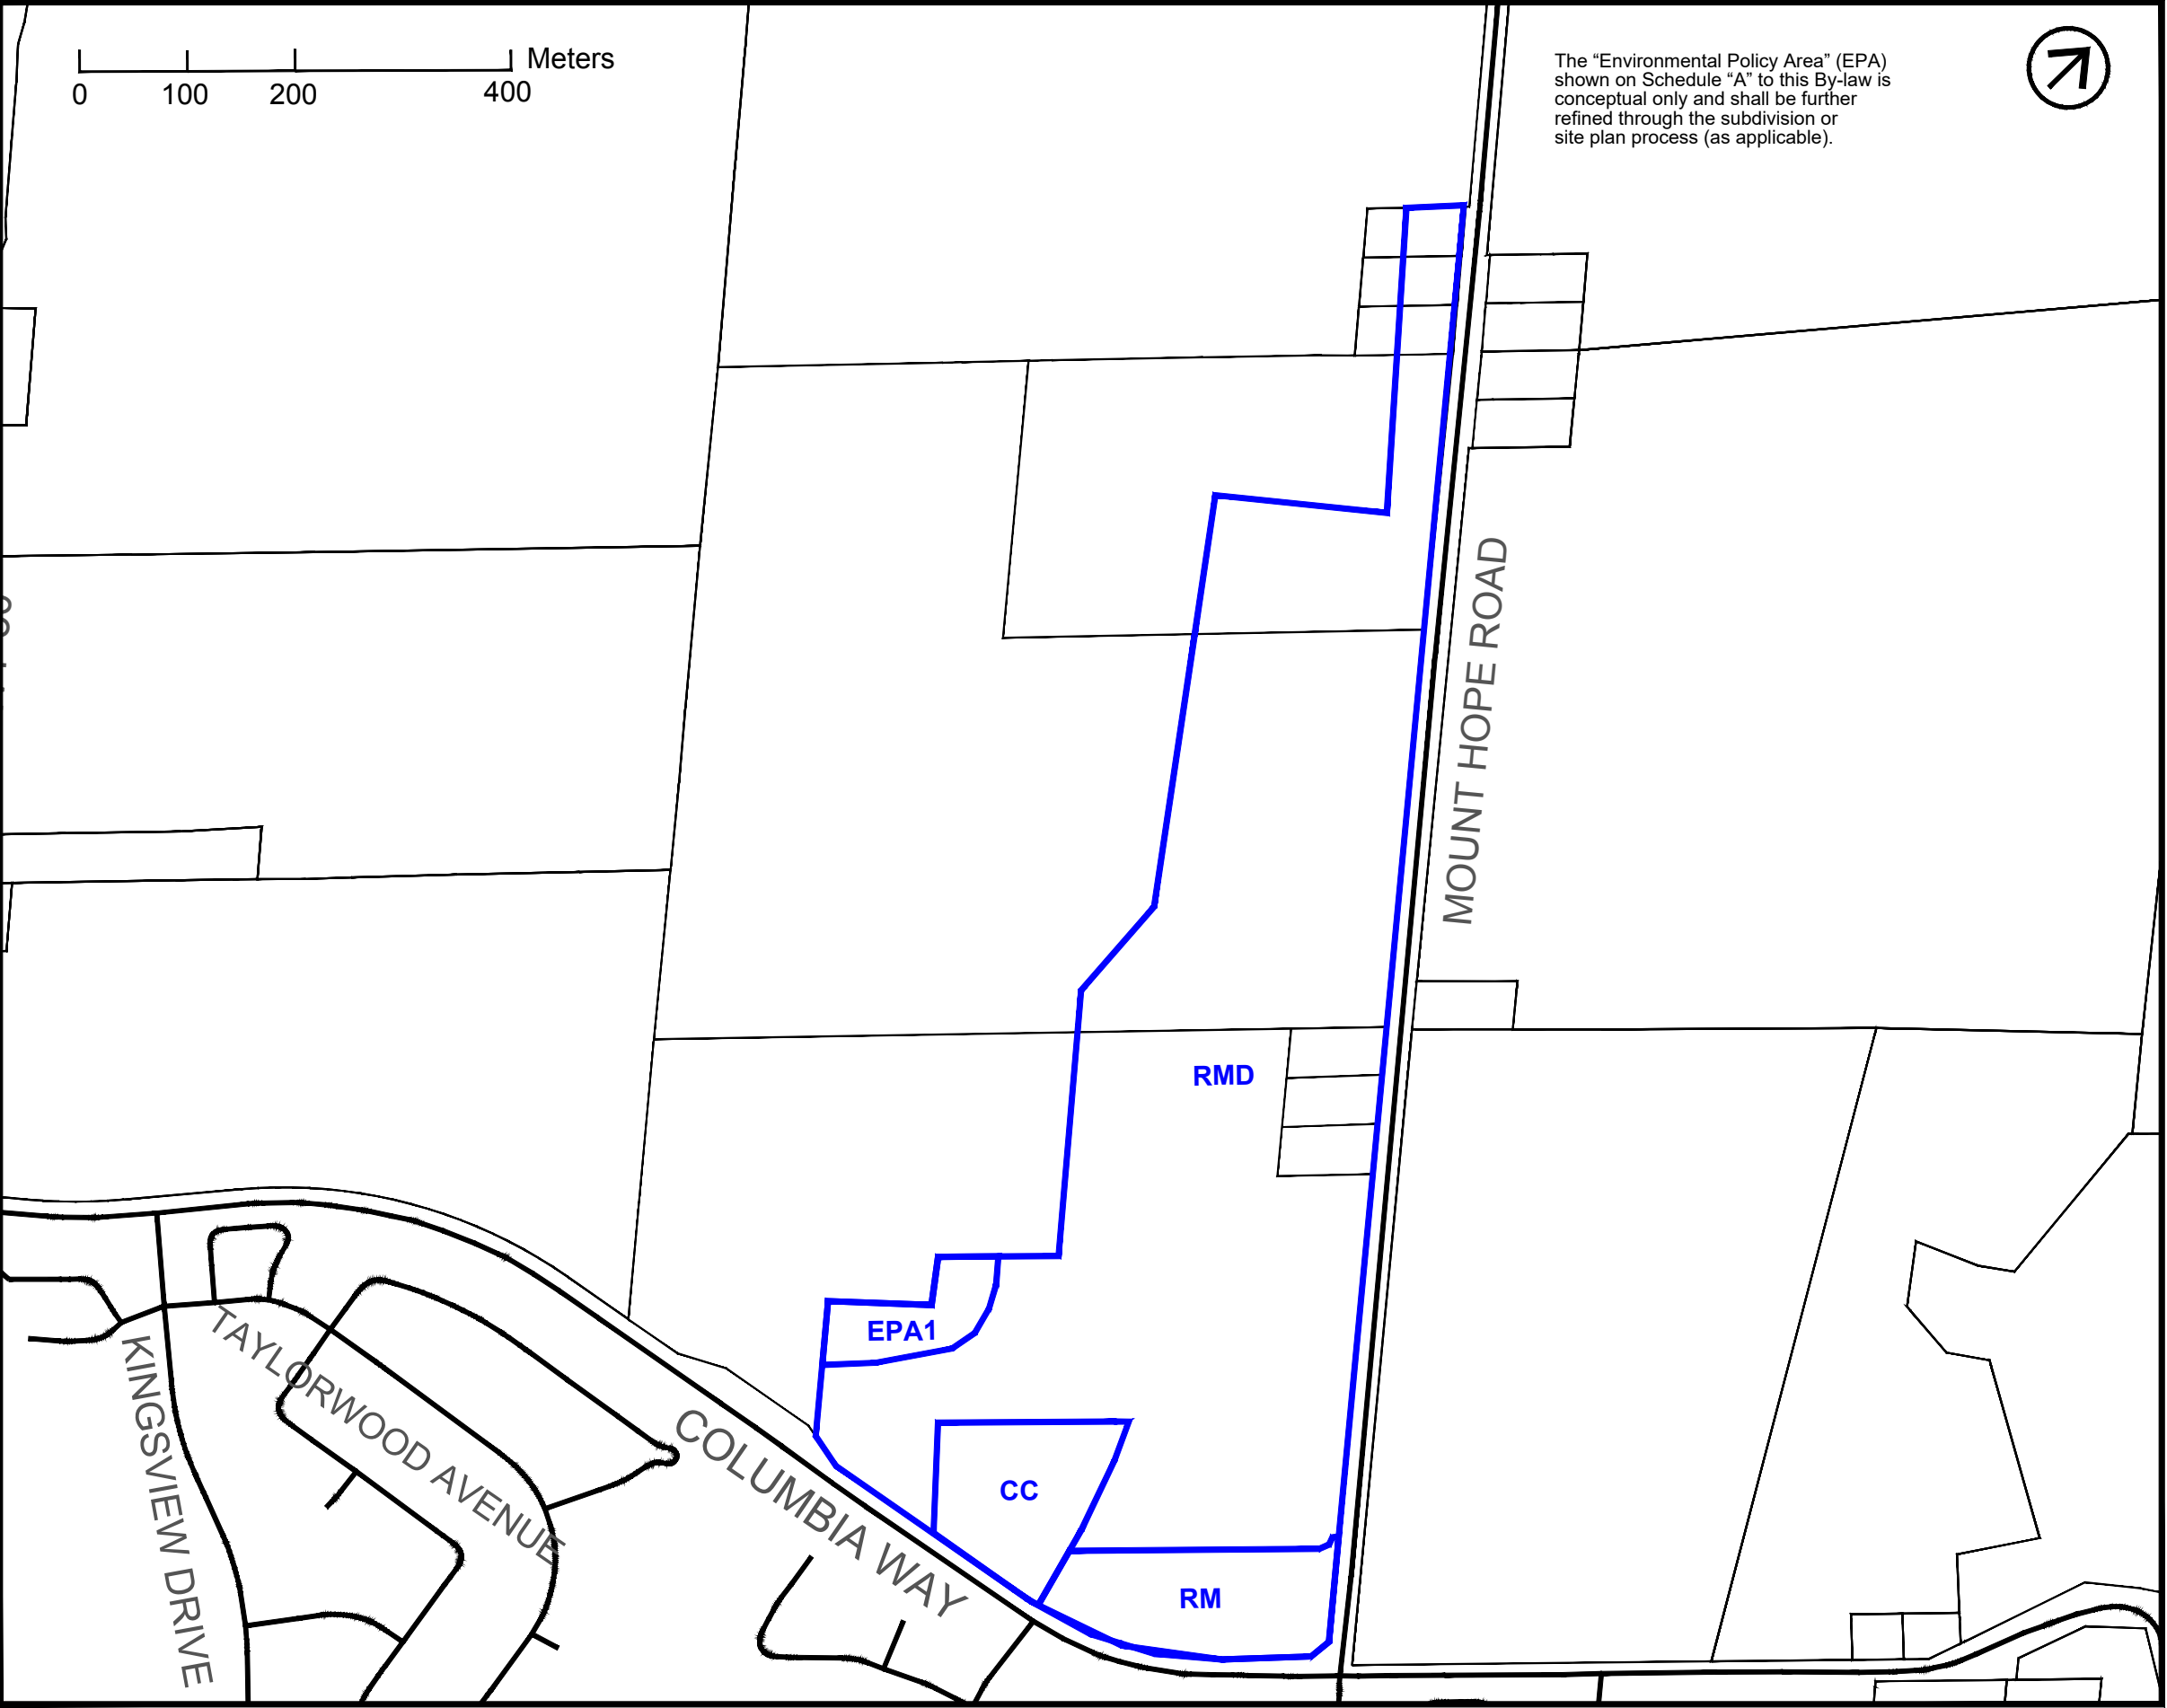 Meters
0 100 200 400
The “Environmental Policy Area” (EPA)
shown on Schedule “A” to this By-law is
conceptual only and shall be further
refined through the subdivision or
site plan process (as applicable).
MOUNT HOPE ROAD
RMD
EPA1
CC
RM
TAYLORWOOD AVENUE
KINGSVIEW DRIVE
COLUMBIA WAY